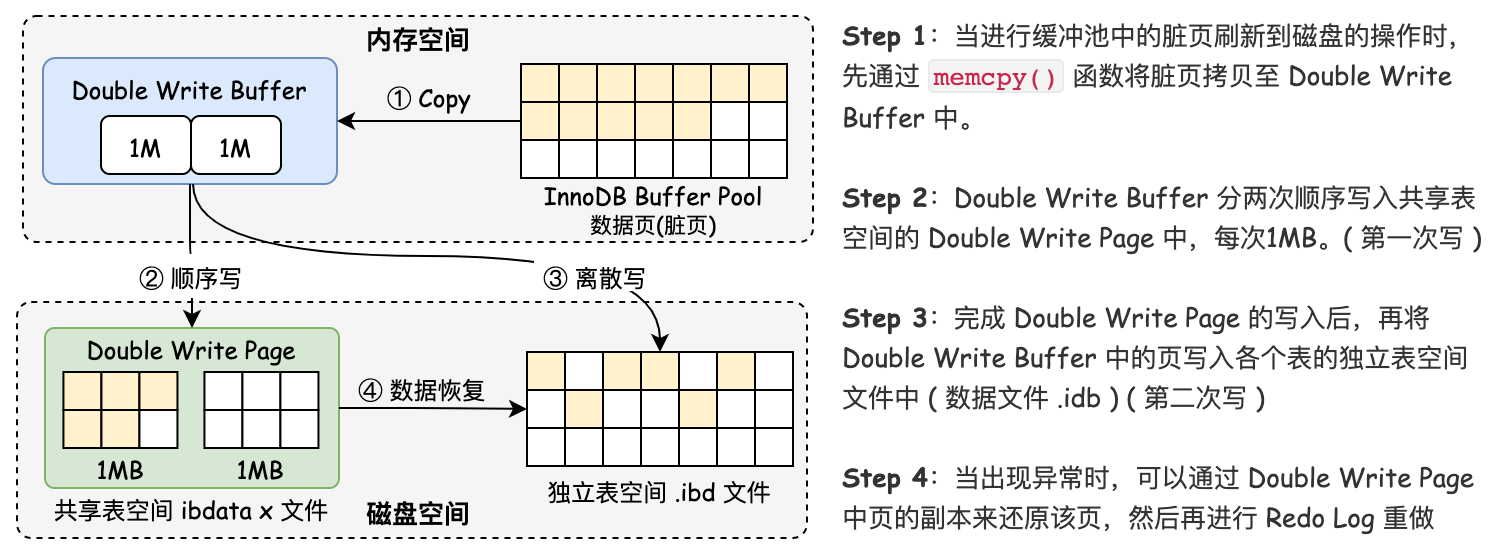 内存空间
Double Write Buffer
1M
1M
① Copy
InnoDB Buffer Pool
数据页(脏页)
② 顺序写
③ 离散写
Double Write Page
1MB
1MB
④ 数据恢复
共享表空间 ibdata x 文件
磁盘空间
独立表空间 .ibd 文件
Step 1：当进行缓冲池中的脏页刷新到磁盘的操作时，
先通过 memcpy() 函数将脏页拷贝至 Double Write
Buffer 中。
Step 2：Double Write Buffer 分两次顺序写入共享表
空间的 Double Write Page 中，每次1MB。( 第一次写 )
Step 3：完成 Double Write Page 的写入后，再将
Double Write Buffer 中的页写入各个表的独立表空间
文件中 ( 数据文件 .idb ) ( 第二次写 )
Step 4：当出现异常时，可以通过 Double Write Page
中页的副本来还原该页，然后再进行 Redo Log 重做